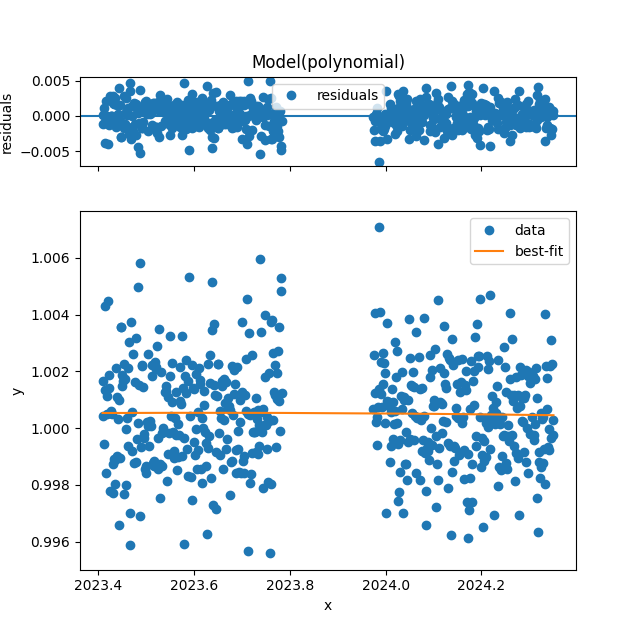 Model(polynomial)
0.005
0.000
−0.005
residuals
residuals
data
best-fit
1.006
1.004
1.002
1.000
0.998
0.996
y
2023.4 2023.6 2023.8 2024.0 2024.2
x